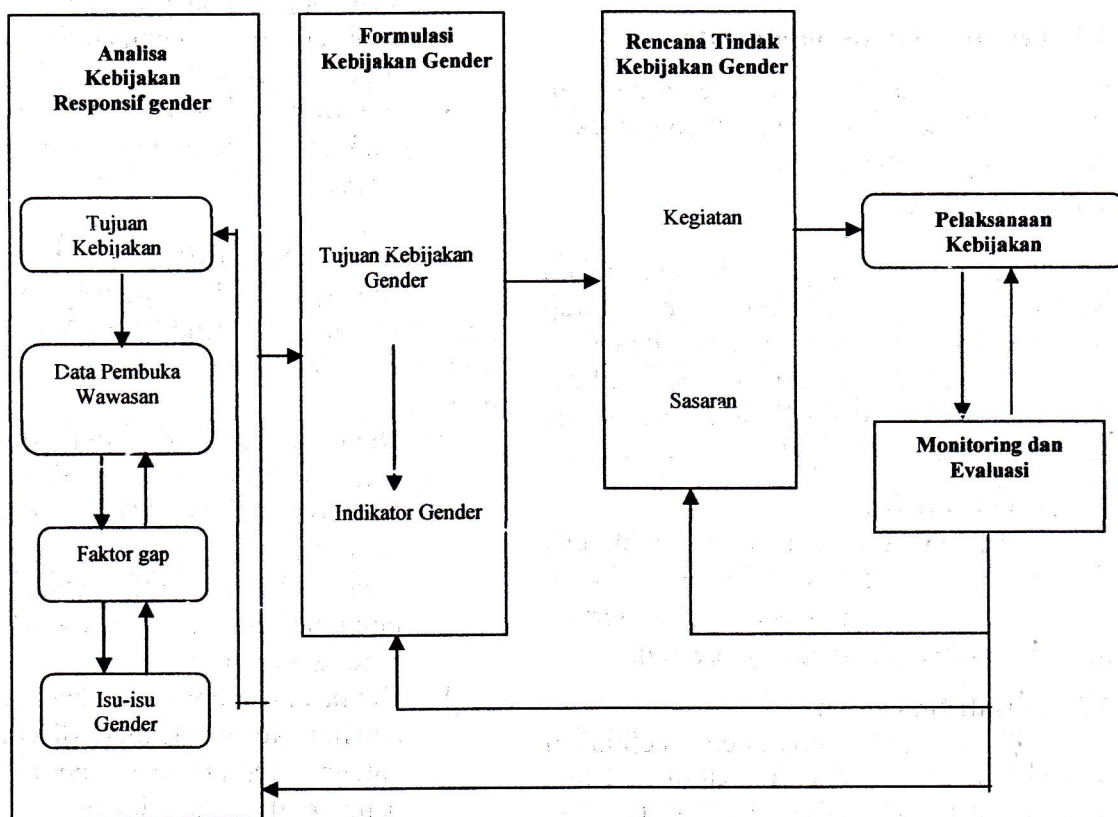 Analisa
Kebijakan
Responsif gender
Tujuan
Kebijakan
Data Pembuka
Wawasan
Faktor gap
Isu-isu
Gender
Formulasi
Kebijakan Gender
Tujuan Kebijakan
Gender
Indikator Gender
Rencana Tindak
Kebijakan Gender
Kegiatan
Sasaran
Pelaksanaan
Kebijakan
Monitoring dan
Evaluasi